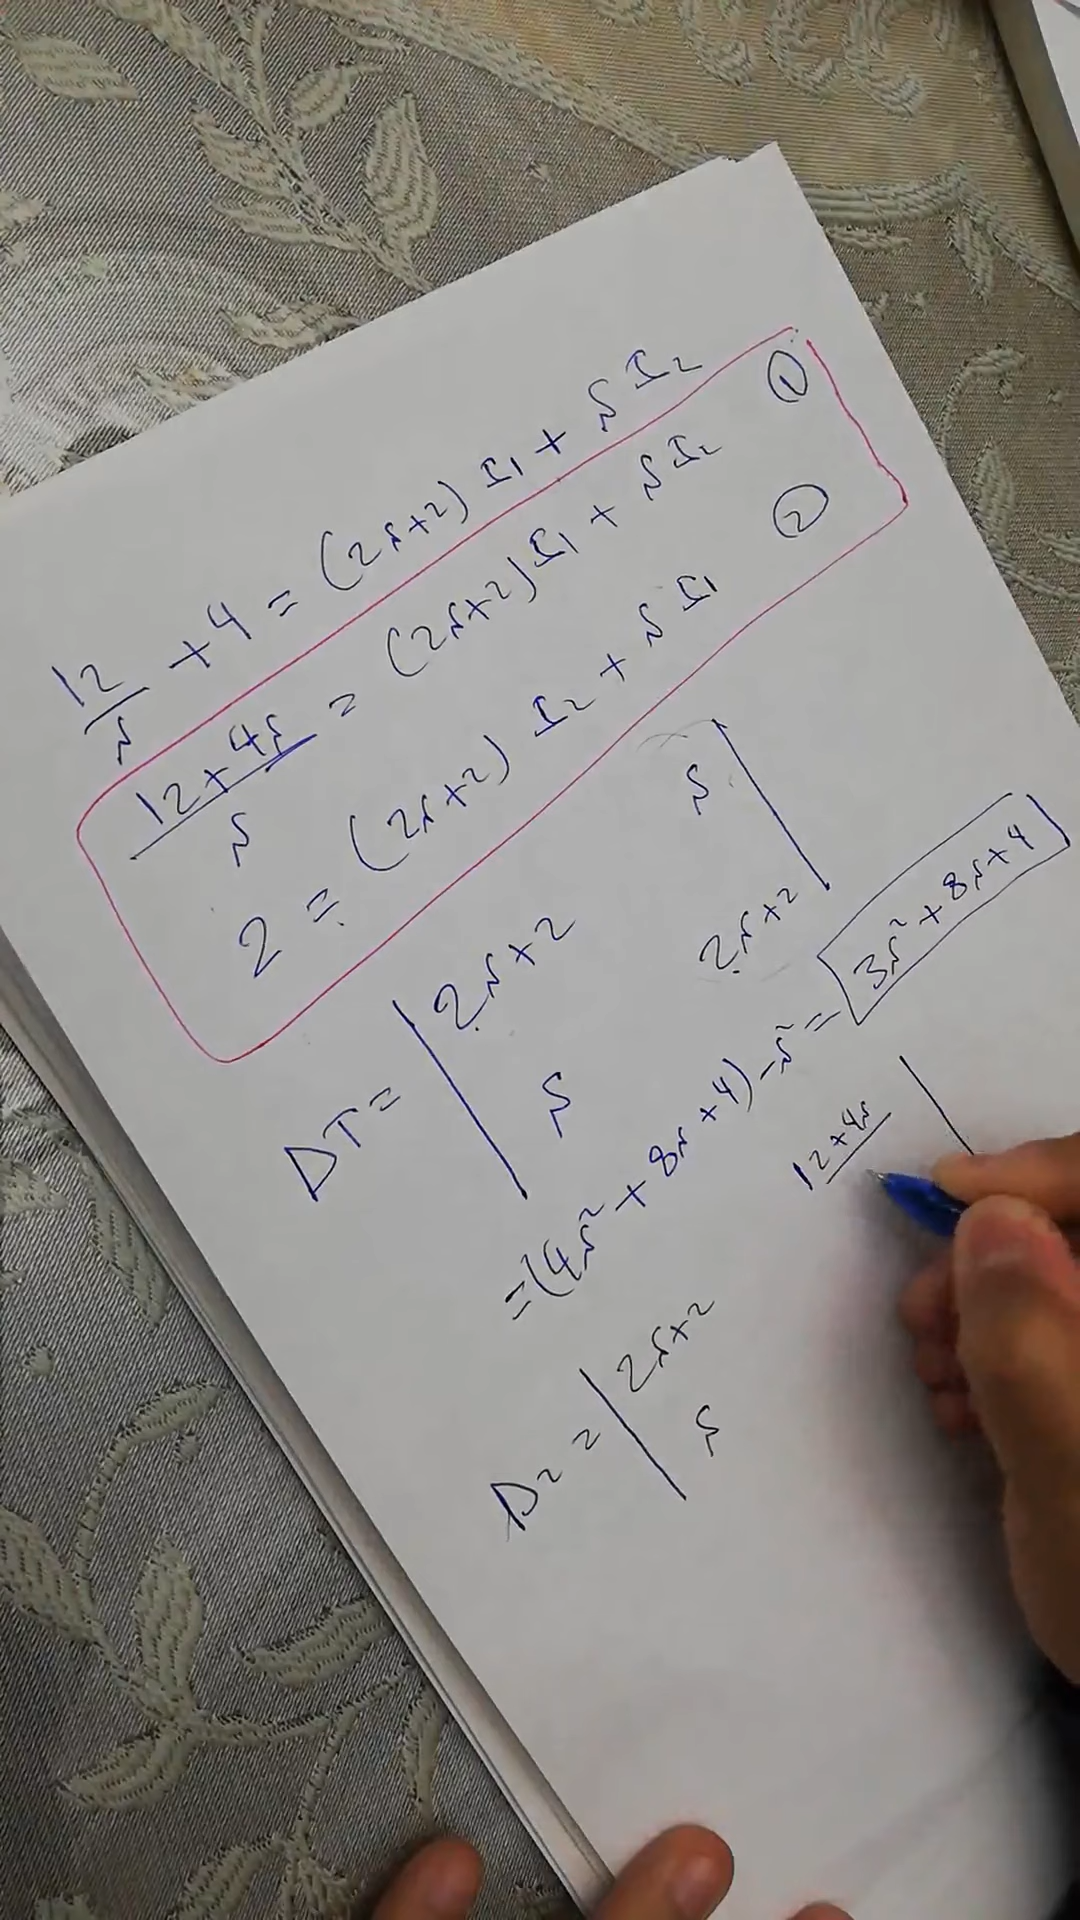 12/s + 4 = (2s+2) I1 + s I2
(12+4s)/s = (2s+2) I1 + s I2 ①
2 = (2s+2) I2 + s I1 ②
DT = | 2s+2 s |
| s 2s+2 |
= (4s² + 8s + 4) - s² = 3s² + 8s + 4
D2 = | 2s+2 12+4s |
| s